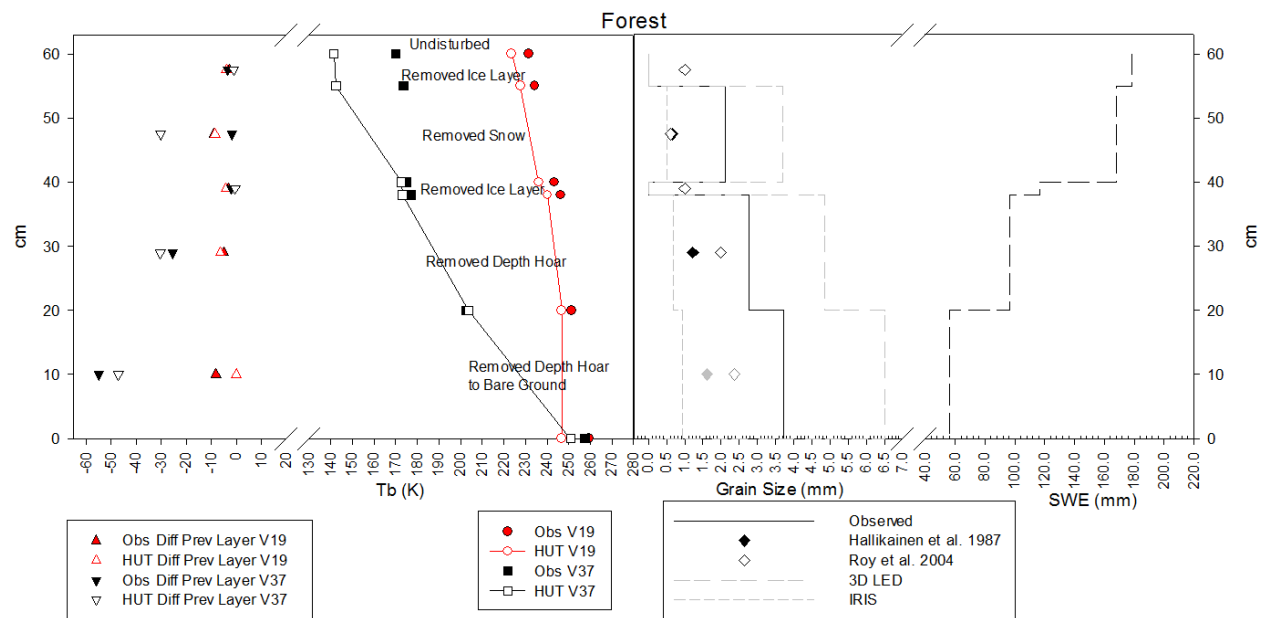 Forest
60
50
40
30
20
10
0
cm
Undisturbed
Removed Ice Layer
Removed Snow
Removed Ice Layer
Removed Depth Hoar
Removed Depth Hoar
to Bare Ground
-60 -50 -40 -30 -20 -10 0 10 20 130 140 150 160 170 180 190 200 210 220 230 240 250 260 270 280
Tb (K)
0.0 0.5 1.0 1.5 2.0 2.5 3.0 3.5 4.0 4.5 5.0 5.5 6.0 6.5 7.0 40.0 60.0 80.0 100.0 120.0 140.0 160.0 180.0 200.0 220.0
Grain Size (mm)
SWE (mm)
60
50
40
30
20
10
0
cm
Obs Diff Prev Layer V19
HUT Diff Prev Layer V19
Obs Diff Prev Layer V37
HUT Diff Prev Layer V37
Obs V19
HUT V19
Obs V37
HUT V37
Observed
Hallikainen et al. 1987
Roy et al. 2004
3D LED
IRIS